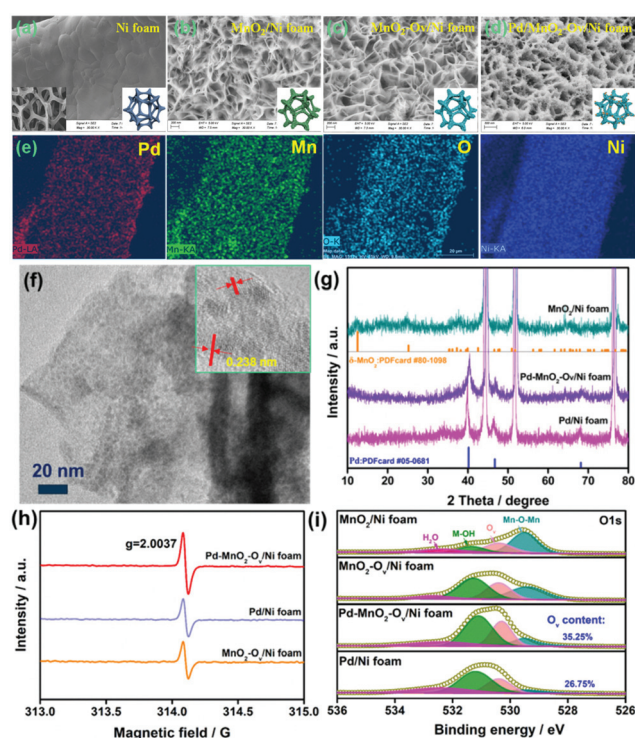 (a) Ni foam
(b) MnO₂/Ni foam
(c) MnO₂-Ov/Ni foam
(d) Pd/MnO₂-Ov/Ni foam
(e) Pd
Mn
O
Ni
Pd-LA
Mn-KA
O-K
Ni-KA
(f)
0.238 nm
20 nm
(g)
Intensity / a.u.
MnO₂/Ni foam
δ-MnO₂:PDFcard #80-1098
Pd-MnO₂-Ov/Ni foam
Pd/Ni foam
Pd:PDFcard #05-0681
10 20 30 40 50 60 70 80
2 Theta / degree
(h)
Intensity / a.u.
g=2.0037
Pd-MnO₂-Oᵥ/Ni foam
Pd/Ni foam
MnO₂-Oᵥ/Ni foam
313.0 313.5 314.0 314.5 315.0
Magnetic field / G
(i)
Intensity / a.u.
MnO₂/Ni foam
H₂O
M-OH
Oᵥ
Mn-O-Mn
O1s
MnO₂-Oᵥ/Ni foam
Pd-MnO₂-Oᵥ/Ni foam
Oᵥ content:
35.25%
Pd/Ni foam
26.75%
536 534 532 530 528 526
Binding energy / eV